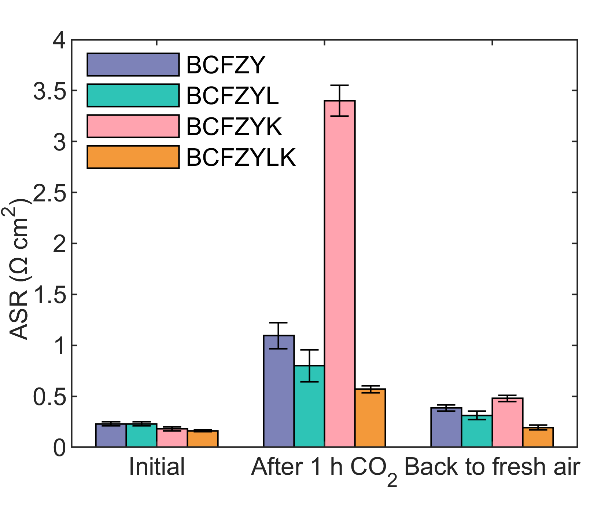 4
3.5
3
2.5
2
1.5
1
0.5
0
ASR (Ω cm²)
BCFZY
BCFZYL
BCFZYK
BCFZYLK
Initial
After 1 h CO₂
Back to fresh air